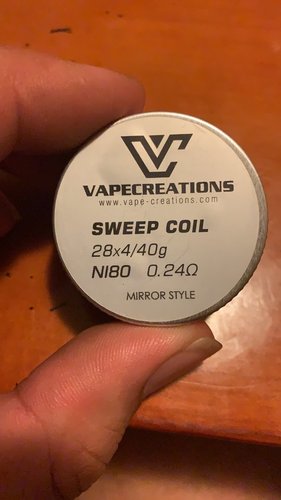 VAPECREATIONS
www.vape-creations.com
SWEEP COIL
28x4/40g
NI80 0.24Ω
MIRROR STYLE